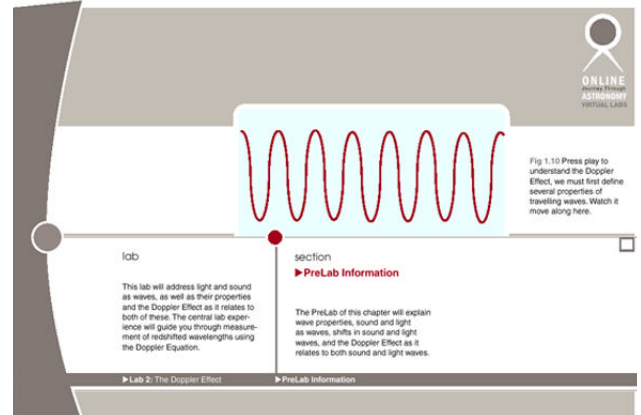 ONLINE
Journey Through
ASTRONOMY
VIRTUAL LABS
Fig 1.10 Press play to
understand the Doppler
Effect, we must first define
several properties of
travelling waves. Watch it
move along here.
lab
This lab will address light and sound
as waves, as well as their properties
and the Doppler Effect as it relates to
both of these. The central lab exper-
ience will guide you through measure-
ment of redshifted wavelengths using
the Doppler Equation.
section
▶PreLab Information
The PreLab of this chapter will explain
wave properties, sound and light
as waves, shifts in sound and light
waves, and the Doppler Effect as it
relates to both sound and light waves.
▶Lab 2: The Doppler Effect
▶PreLab Information